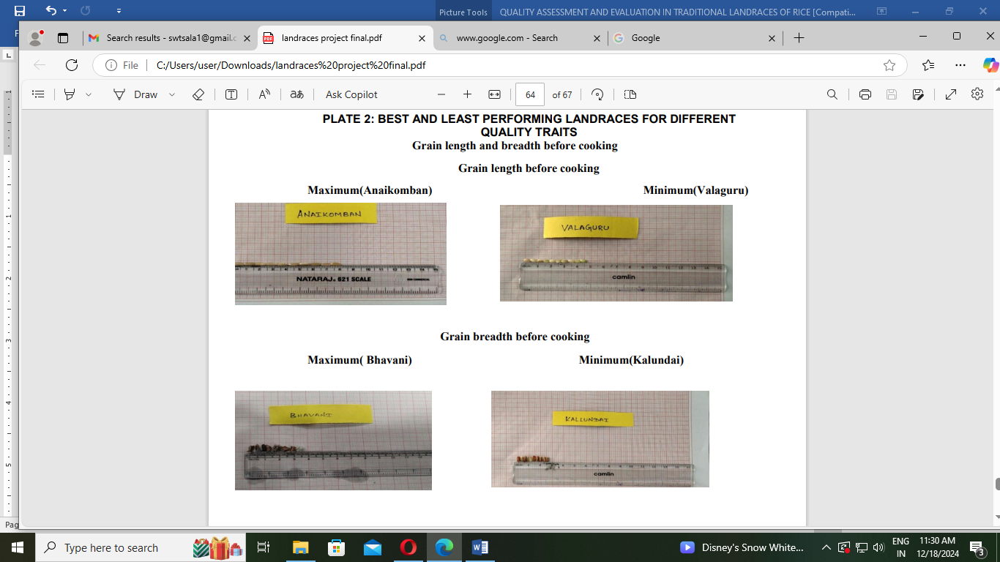 Picture Tools
QUALITY ASSESSMENT AND EVALUATION IN TRADITIONAL LANDRACES OF RICE [Compati...
Search results - swtsala1@gmail.c
landraces project final.pdf
www.google.com - Search
Google
File
C:/Users/user/Downloads/landraces%20project%20final.pdf
Draw
Ask Copilot
64 of 67
PLATE 2: BEST AND LEAST PERFORMING LANDRACES FOR DIFFERENT
QUALITY TRAITS
Grain length and breadth before cooking
Grain length before cooking
Maximum(Anaikomban)
Minimum(Valaguru)
ANAIKOMBAN
NATARAJ 621 SCALE
VALAGURU
camlin
Grain breadth before cooking
Maximum( Bhavani)
Minimum(Kalundai)
BHAVANI
KALLUNDAI
camlin
Pag
Type here to search
Disney's Snow White...
ENG
IN
11:30 AM
12/18/2024
3